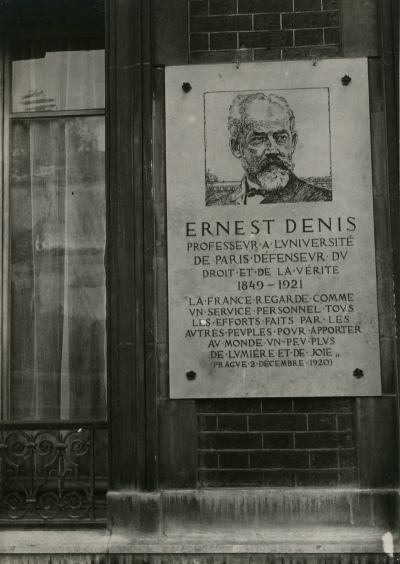 ERNEST DENIS
PROFESSEVR·A·L'VNIVERSITÉ
DE PARIS·DÉFENSEVR·DV
DROIT·ET·DE·LA·VÉRITÉ
1849-1921
"LA·FRANCE·REGARDE·COMME
VN·SERVICE·PERSONNEL·TOVS
LES·EFFORTS·FAITS·PAR·LES
AVTRES·PEVPLES·POVR·APPORTER
AV·MONDE·VN·PEV·PLVS
DE·LVMIÈRE·ET·DE·JOIE„
(PRAGVE·2·DÉCEMBRE·1920)